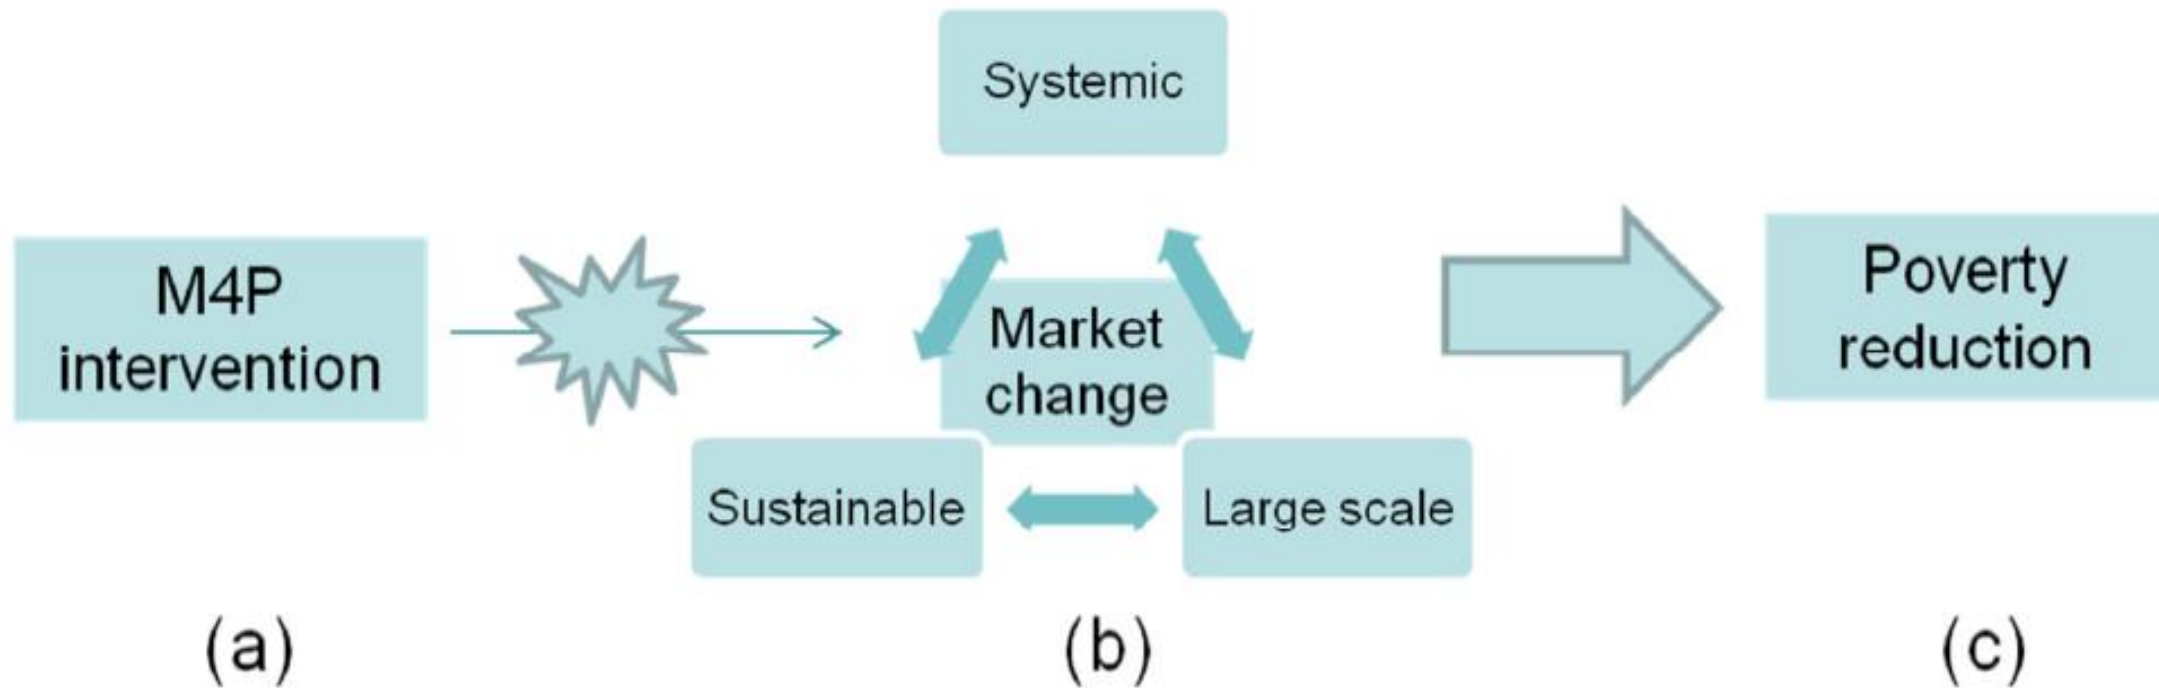 Systemic
M4P
intervention
Market
change
Poverty
reduction
Sustainable
Large scale
(a)
(b)
(c)